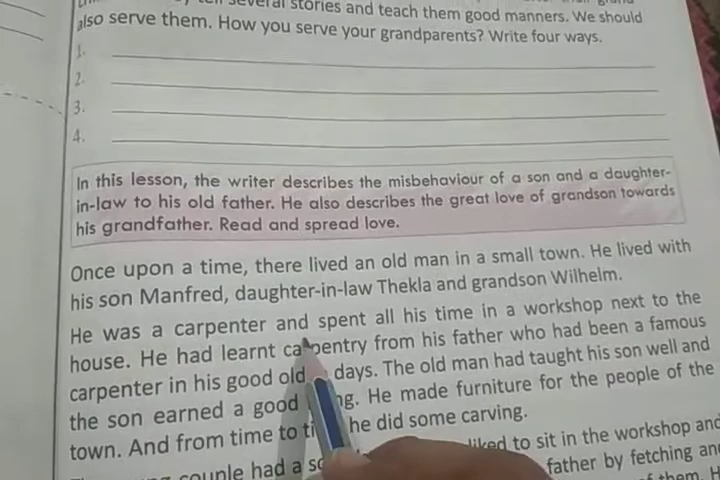 several stories and teach them good manners. We should
also serve them. How you serve your grandparents? Write four ways.
1.
2.
3.
4.
In this lesson, the writer describes the misbehaviour of a son and a daughter-
in-law to his old father. He also describes the great love of grandson towards
his grandfather. Read and spread love.
Once upon a time, there lived an old man in a small town. He lived with
his son Manfred, daughter-in-law Thekla and grandson Wilhelm.
He was a carpenter and spent all his time in a workshop next to the
house. He had learnt carpentry from his father who had been a famous
carpenter in his good old days. The old man had taught his son well and
the son earned a good He made furniture for the people of the
town. And from time to he did some carving.
couple had a liked to sit in the workshop and
father by fetching